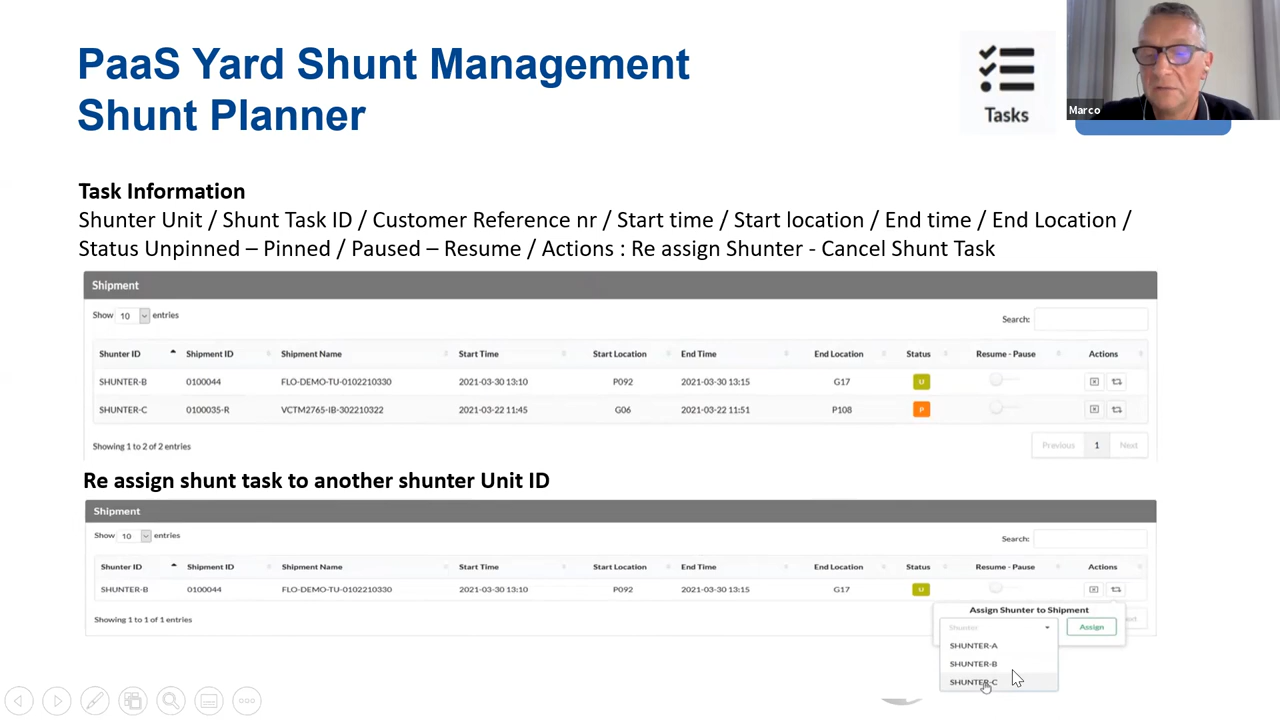 PaaS Yard Shunt Management
Shunt Planner
Tasks
Marco
Task Information
Shunter Unit / Shunt Task ID / Customer Reference nr / Start time / Start location / End time / End Location /
Status Unpinned – Pinned / Paused – Resume / Actions : Re assign Shunter - Cancel Shunt Task
Shipment
Show 10 entries
Search:
Shunter ID Shipment ID Shipment Name Start Time Start Location End Time End Location Status Resume - Pause Actions
SHUNTER-B 0100044 FLO-DEMO-TU-0102210330 2021-03-30 13:10 P092 2021-03-30 13:15 G17 U
SHUNTER-C 0100035-R VCTM2765-IB-302210322 2021-03-22 11:45 G06 2021-03-22 11:51 P108 P
Showing 1 to 2 of 2 entries
Previous 1 Next
Re assign shunt task to another shunter Unit ID
Shipment
Show 10 entries
Search:
Shunter ID Shipment ID Shipment Name Start Time Start Location End Time End Location Status Resume - Pause Actions
SHUNTER-B 0100044 FLO-DEMO-TU-0102210330 2021-03-30 13:10 P092 2021-03-30 13:15 G17 U
Showing 1 to 1 of 1 entries
Assign Shunter to Shipment
Shunter Assign
SHUNTER-A
SHUNTER-B
SHUNTER-C